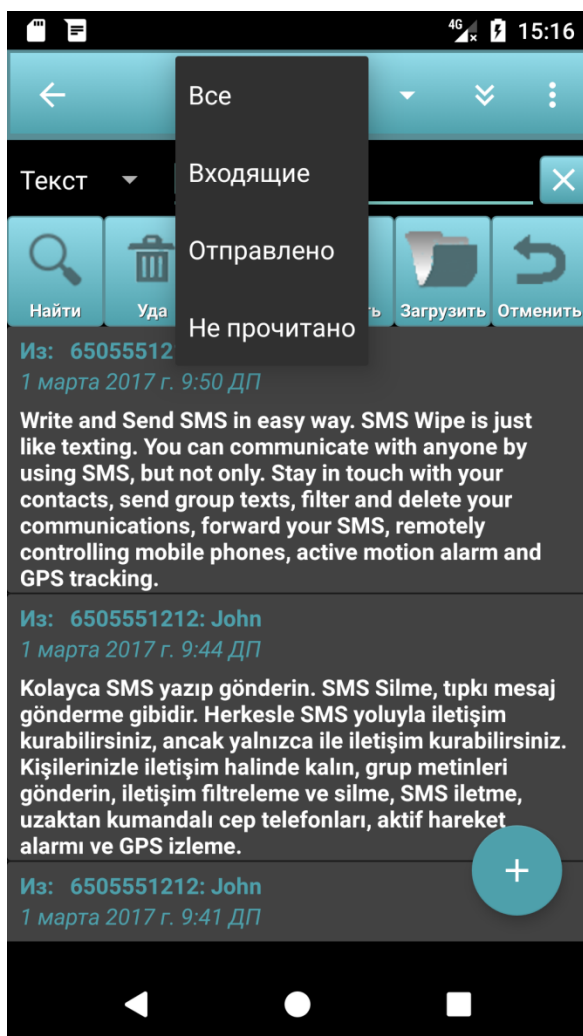 4G 15:16
Все
Входящие
Отправлено
Не прочитано
Текст
Найти
Уда
ь
Загрузить
Отменить
Из: 650555121
1 марта 2017 г. 9:50 ДП
Write and Send SMS in easy way. SMS Wipe is just
like texting. You can communicate with anyone by
using SMS, but not only. Stay in touch with your
contacts, send group texts, filter and delete your
communications, forward your SMS, remotely
controlling mobile phones, active motion alarm and
GPS tracking.
Из: 6505551212: John
1 марта 2017 г. 9:44 ДП
Kolayca SMS yazıp gönderin. SMS Silme, tıpkı mesaj
gönderme gibidir. Herkesle SMS yoluyla iletişim
kurabilirsiniz, ancak yalnızca ile iletişim kurabilirsiniz.
Kişilerinizle iletişim halinde kalın, grup metinleri
gönderin, iletişim filtreleme ve silme, SMS iletme,
uzaktan kumandalı cep telefonları, aktif hareket
alarmı ve GPS izleme.
Из: 6505551212: John
1 марта 2017 г. 9:41 ДП